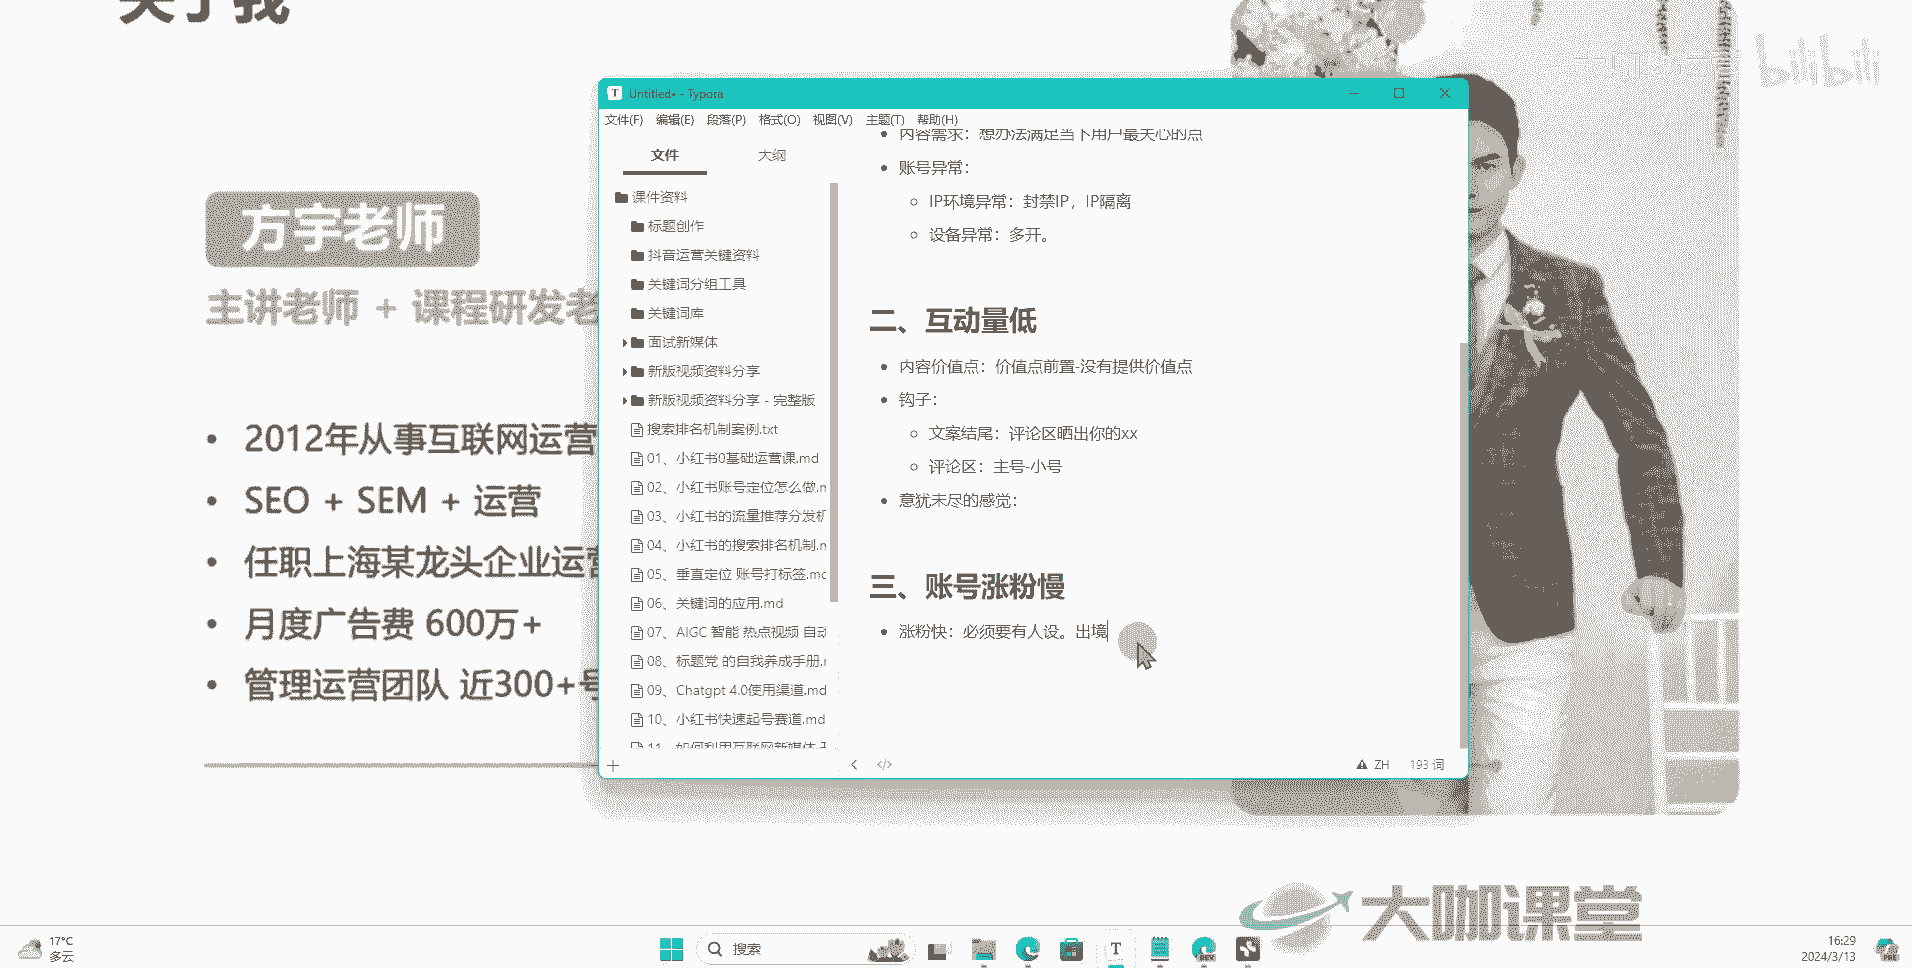 关于我
bilibili
方宇老师
主讲老师 + 课程研发老
2012年从事互联网运营
SEO + SEM + 运营
任职上海某龙头企业运营
月度广告费 600万+
管理运营团队 近300+号
Untitled• - Typora
文件(F) 编辑(E) 段落(P) 格式(O) 视图(V) 主题(T) 帮助(H)
文件 大纲
课件资料
标题创作
抖音运营关键资料
关键词分组工具
关键词库
面试新媒体
新版视频资料分享
新版视频资料分享 - 完整版
搜索排名机制案例.txt
01、小红书0基础运营课.md
02、小红书账号定位怎么做.m
03、小红书的流量推荐分发机
04、小红书的搜索排名机制.m
05、垂直定位 账号打标签.md
06、关键词的应用.md
07、AIGC 智能 热点视频 自动
08、标题党 的自我养成手册.m
09、Chatgpt 4.0使用渠道.md
10、小红书快速起号赛道.md
11、如何利用互联网新媒体
内容需求：想办法满足当下用户最关心的点
账号异常：
IP环境异常：封禁IP，IP隔离
设备异常：多开。
二、互动量低
内容价值点：价值点前置-没有提供价值点
钩子：
文案结尾：评论区晒出你的xx
评论区：主号-小号
意犹未尽的感觉：
三、账号涨粉慢
涨粉快：必须要有人设。出境
ZH 193 词
大咖课堂
17°C
多云
搜索
16:29
2024/3/13